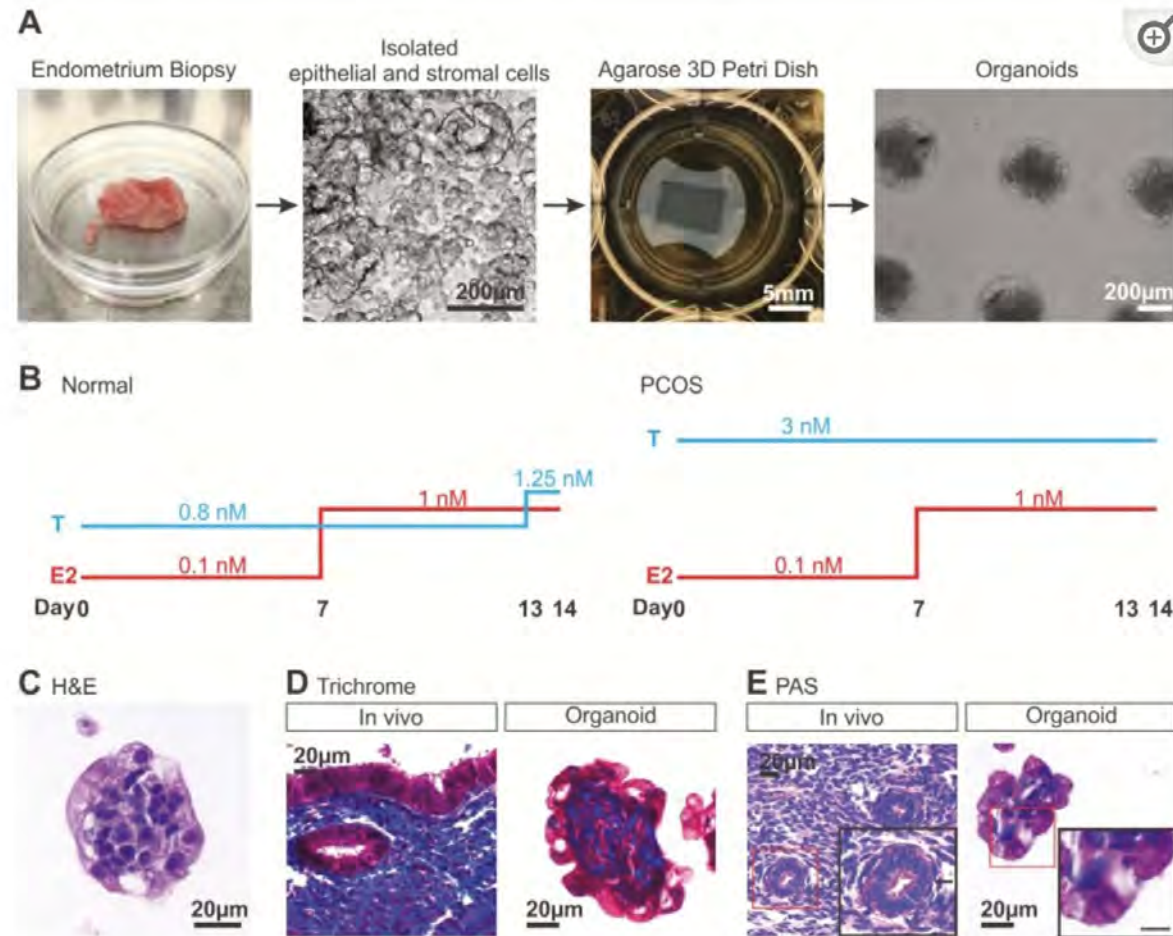 A
Endometrium Biopsy
Isolated
epithelial and stromal cells
Agarose 3D Petri Dish
Organoids
200µm
5mm
200µm
B Normal
PCOS
T
0.8 nM
1 nM
1.25 nM
E2
0.1 nM
Day 0 7 13 14
T
3 nM
1 nM
E2
0.1 nM
Day 0 7 13 14
C H&E
20µm
D Trichrome
In vivo
Organoid
20µm
E PAS
In vivo
Organoid
20µm
20µm